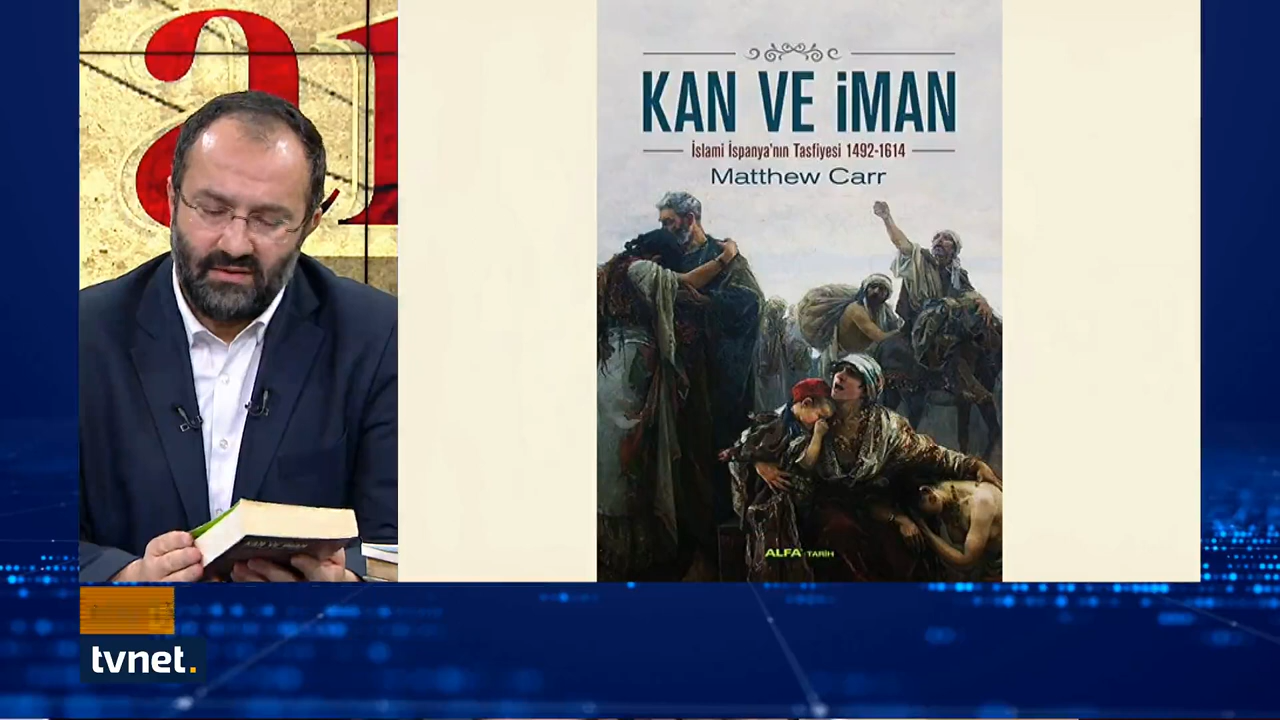 KAN VE İMAN
İslami İspanya'nın Tasfiyesi 1492-1614
Matthew Carr
ALFA TARİH
tvnet.